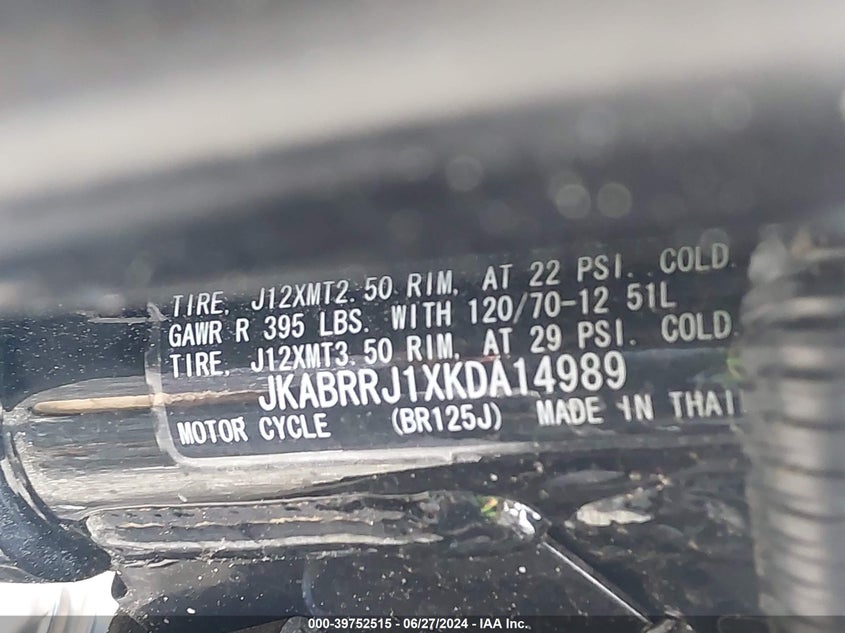 TIRE, J12XMT2.50 RIM, AT 22 PSI. COLD.
GAWR R 395 LBS. WITH 120/70-12 51L
TIRE, J12XMT3.50 RIM, AT 29 PSI. COLD.
JKABRRJ1XKDA14989
MOTOR CYCLE (BR125J) MADE IN THAI
000-39752515 - 06/27/2024 - IAA Inc.